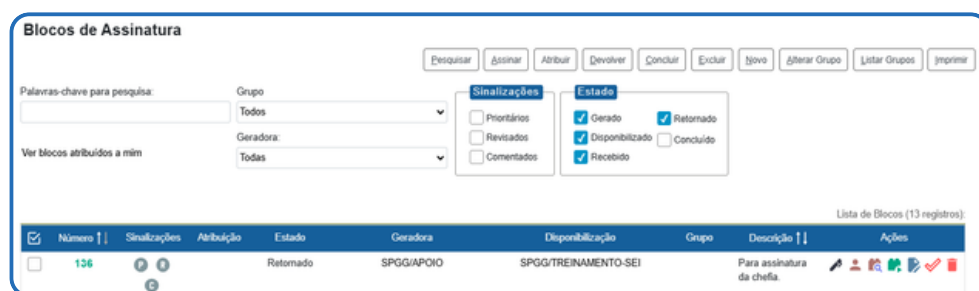 Blocos de Assinatura
Pesquisar Assinar Atribuir Devolver Concluir Excluir Novo Alterar Grupo Listar Grupos Imprimir
Palavras-chave para pesquisa: Grupo Sinalizações Estado
Todos Prioritários Gerado Retornado
Geradora: Revisados Disponibilizado Concluído
Ver blocos atribuídos a mim Todas Comentados Recebido
Lista de Blocos (13 registros):
Número Sinalizações Atribuição Estado Geradora Disponibilização Grupo Descrição Ações
136 P R Retornado SPGG/APOIO SPGG/TREINAMENTO-SEI Para assinatura
C da chefia.